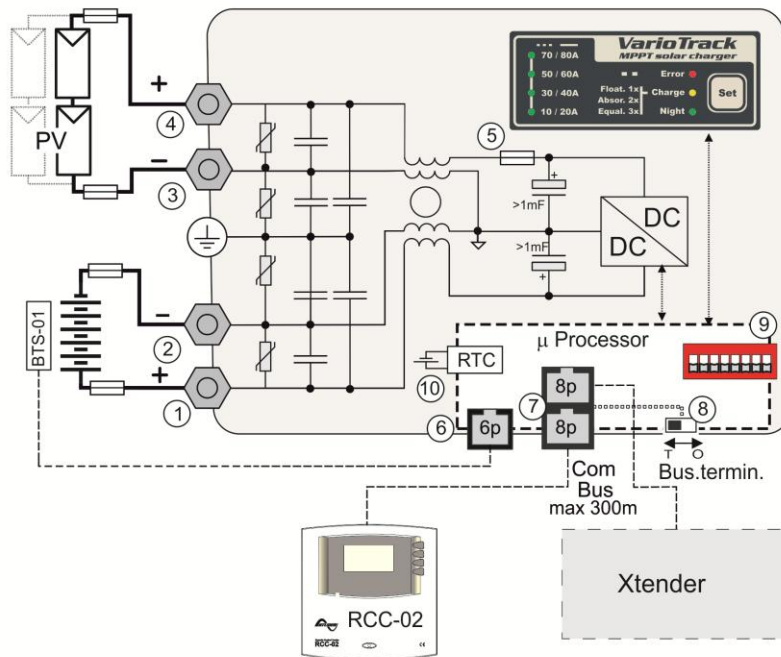 VarioTrack
MPPT solar charger
70 / 80A
50 / 60A
30 / 40A
10 / 20A
Error
Float. 1x
Absor. 2x
Equal. 3x
Charge
Night
Set
+
4
PV
−
3
5
+
>1mF
>1mF
+
DC
DC
BTS-01
−
2
+
1
µ Processor
9
RTC
10
8p
7
8p
6
6p
8
T O
Bus.termin.
Com
Bus
max 300m
Xtender
RCC-02
RCC-02